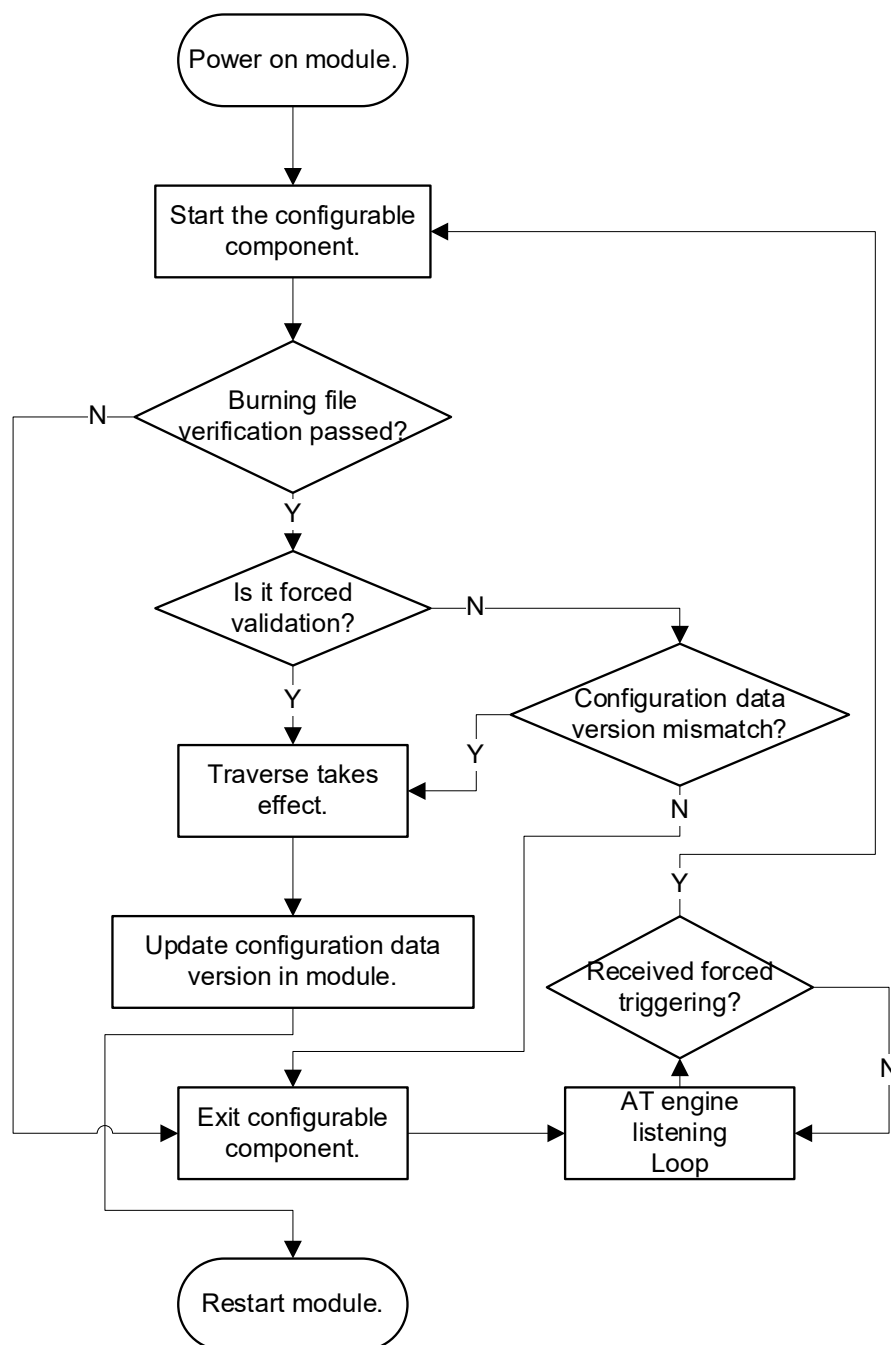 Power on module.
Start the configurable
component.
Burning file
verification passed?
N
Y
Is it forced
validation?
N
Y
Configuration data
version mismatch?
Y
N
Traverse takes
effect.
Y
Update configuration data
version in module.
Received forced
triggering?
N
Exit configurable
component.
AT engine
listening
Loop
Restart module.